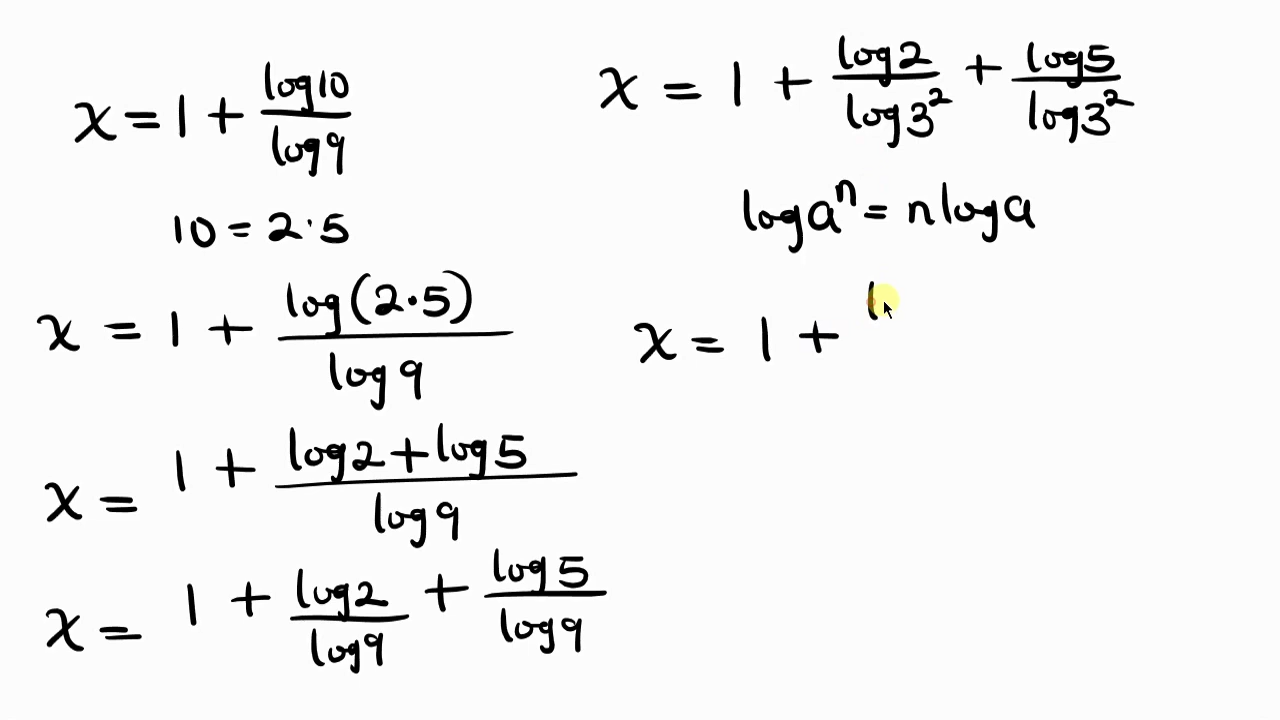 x = 1 + log10/log9
10 = 2·5
x = 1 + log(2·5)/log9
x = 1 + (log2+log5)/log9
x = 1 + log2/log9 + log5/log9
x = 1 + log2/log3² + log5/log3²
logaⁿ = nloga
x = 1 + l